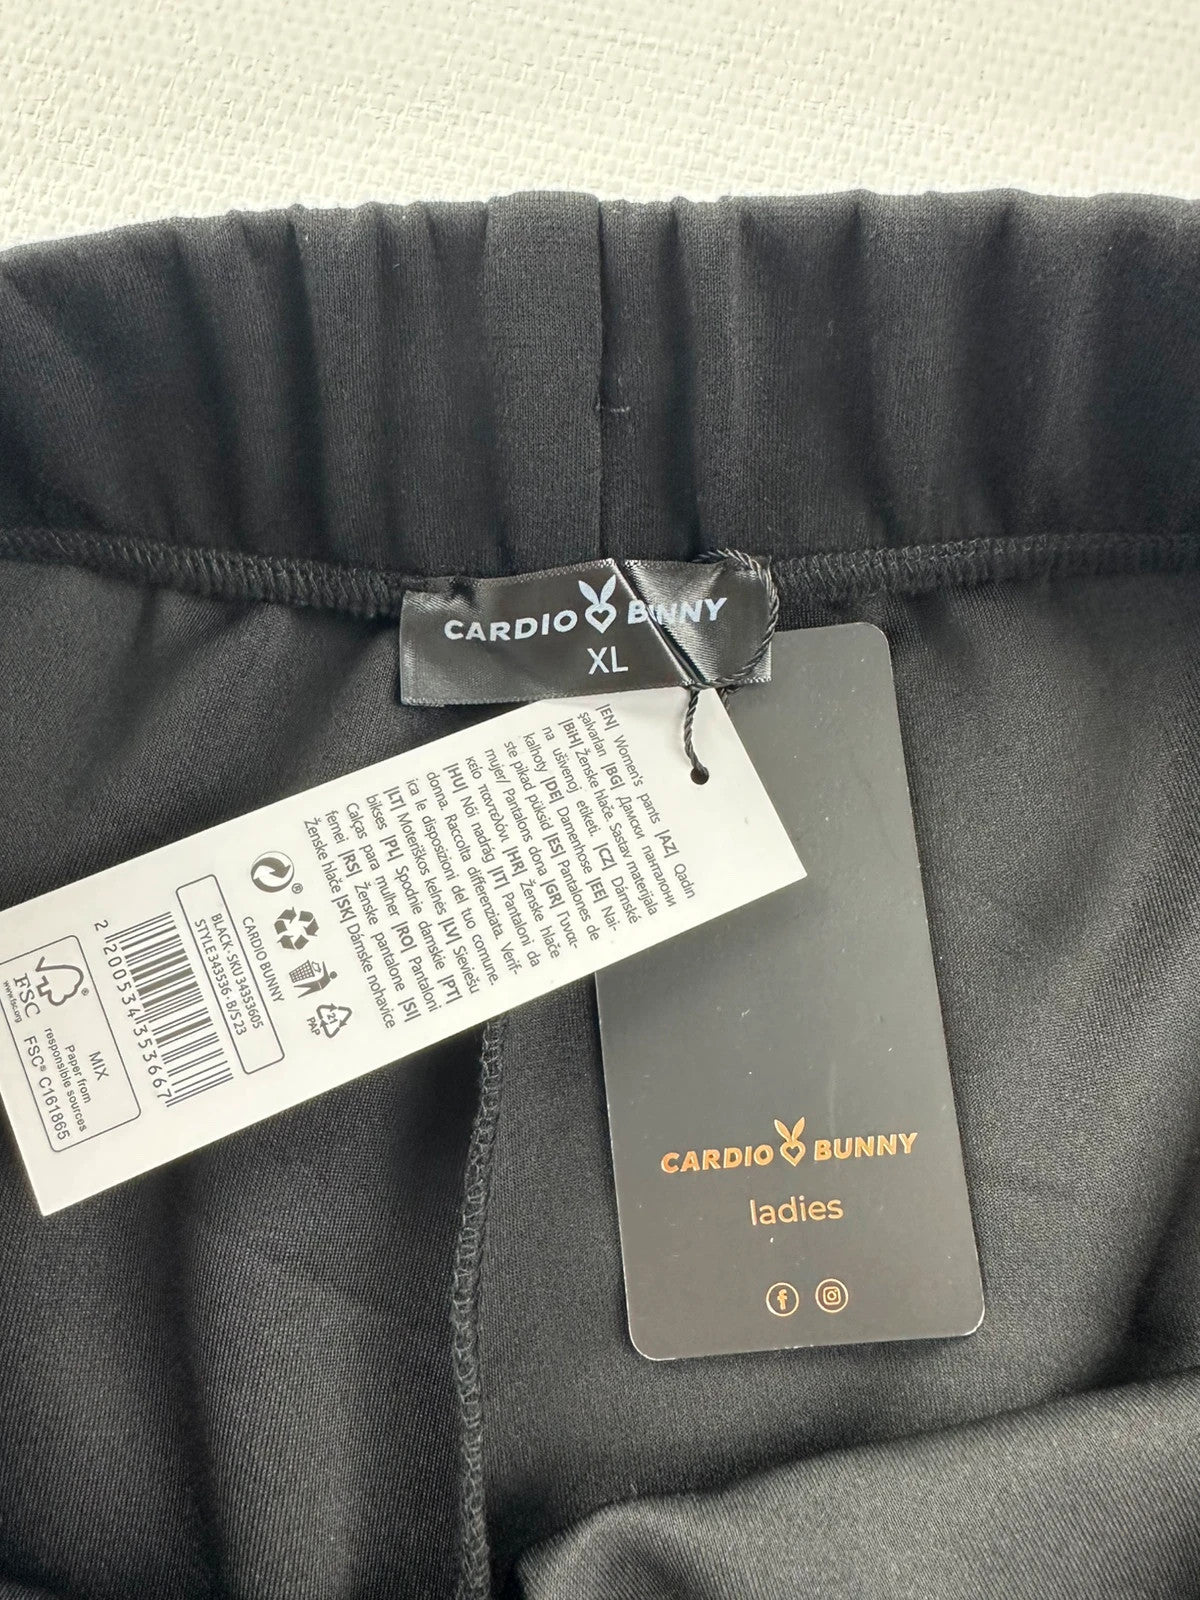 CARDIO BUNNY
XL
|EN| Women's pants |AZ| Qadın
şalvarları |BG| Дамски панталони
|BIH| Ženske hlače. Sastav materijala
na ušivenoj etiketi. |CZ| Dámské
kalhoty |DE| Damenhose |EE| Nai-
ste pikad püksid |ES| Pantalones de
mujer/ Pantalons dona |GR| Γυναι-
κείο παντελόνι |HR| Ženske hlače
|HU| Női nadrág |IT| Pantaloni da
donna. Raccolta differenziata. Verif-
ica le disposizioni del tuo comune.
|LT| Moteriškos kelnės |LV| Sieviešu
bikses |PL| Spodnie damskie |PT|
Calças para mulher |RO| Pantaloni
femei |RS| Ženske pantalone |SI|
Ženske hlače |SK| Dámske nohavice
21
PAP
CARDIO BUNNY
BLACK·SKU 34353605
STYLE 343536·B/S23
2 200534 353667
FSC®
www.fsc.org
MIX
Paper from
responsible sources
FSC® C161865
CARDIO BUNNY
ladies